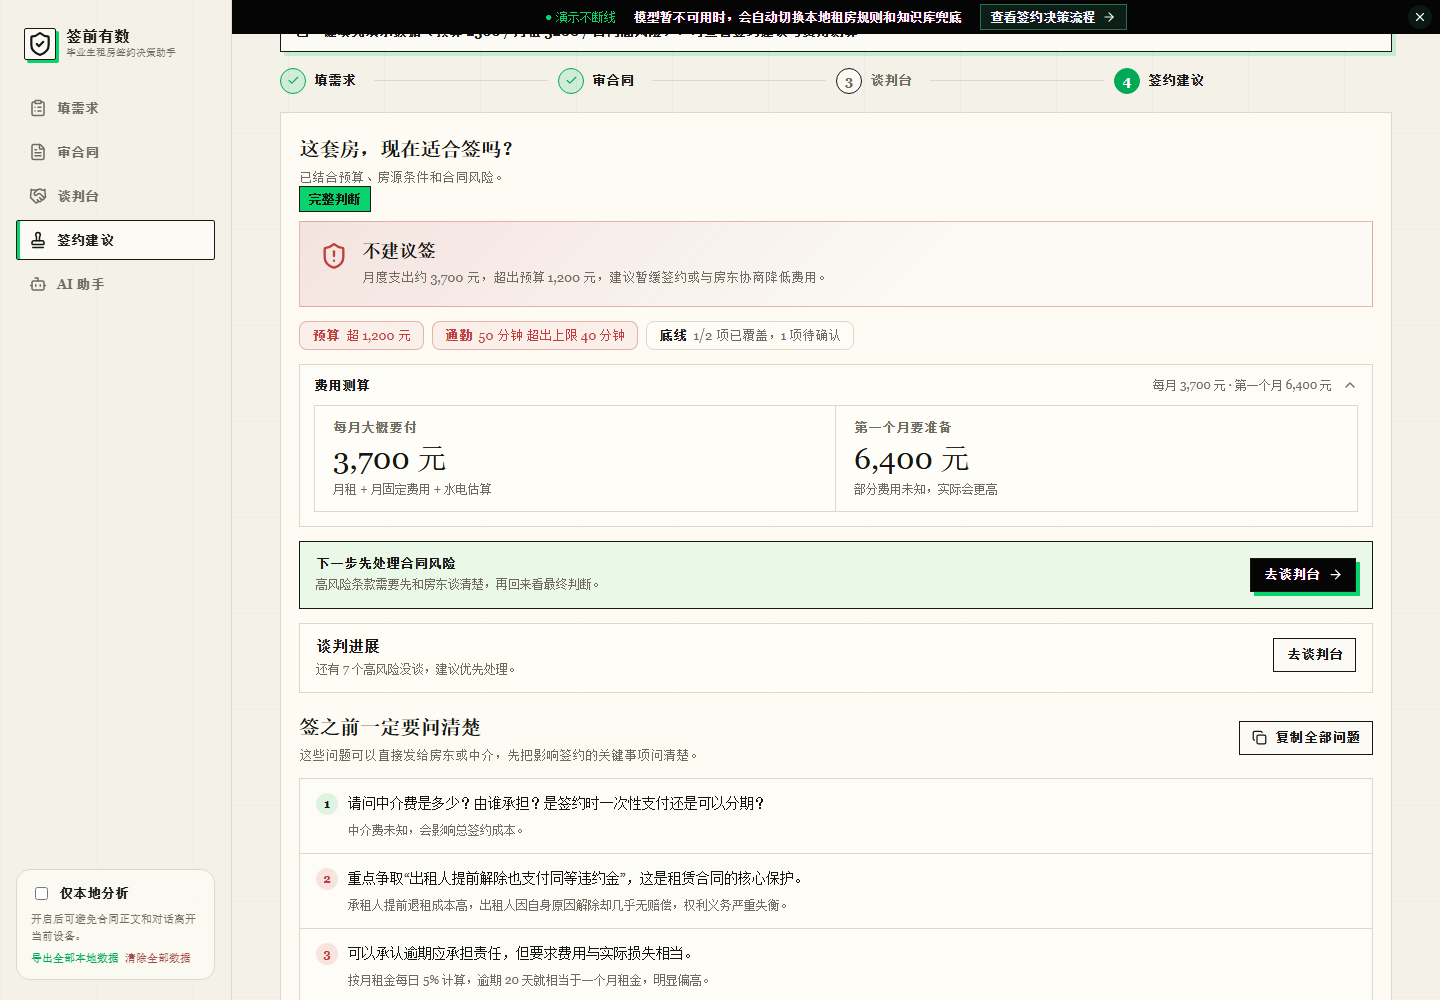 签前有数
毕业生租房签约决策助手
填需求
审合同
谈判台
签约建议
AI 助手
仅本地分析
开启后可避免合同正文和对话离开
当前设备。
导出全部本地数据 清除全部数据
演示不断线 模型暂不可用时，会自动切换本地租房规则和知识库兜底 查看签约决策流程
填需求
审合同
3 谈判台
4 签约建议
这套房，现在适合签吗？
已结合预算、房源条件和合同风险。
完整判断
不建议签
月度支出约 3,700 元，超出预算 1,200 元，建议暂缓签约或与房东协商降低费用。
预算 超 1,200 元
通勤 50 分钟 超出上限 40 分钟
底线 1/2 项已覆盖，1 项待确认
费用测算
每月 3,700 元 · 第一个月 6,400 元
每月大概要付
3,700 元
月租 + 月固定费用 + 水电估算
第一个月要准备
6,400 元
部分费用未知，实际会更高
下一步先处理合同风险
高风险条款需要先和房东谈清楚，再回来看最终判断。
去谈判台
谈判进展
还有 7 个高风险没谈，建议优先处理。
去谈判台
签之前一定要问清楚
这些问题可以直接发给房东或中介，先把影响签约的关键事项问清楚。
复制全部问题
1 请问中介费是多少？由谁承担？是签约时一次性支付还是可以分期？
中介费未知，会影响总签约成本。
2 重点争取“出租人提前解除也支付同等违约金”，这是租赁合同的核心保护。
承租人提前退租成本高，出租人因自身原因解除却几乎无赔偿，权利义务严重失衡。
3 可以承认逾期应承担责任，但要求费用与实际损失相当。
按月租金每日 5% 计算，逾期 20 天就相当于一个月租金，明显偏高。